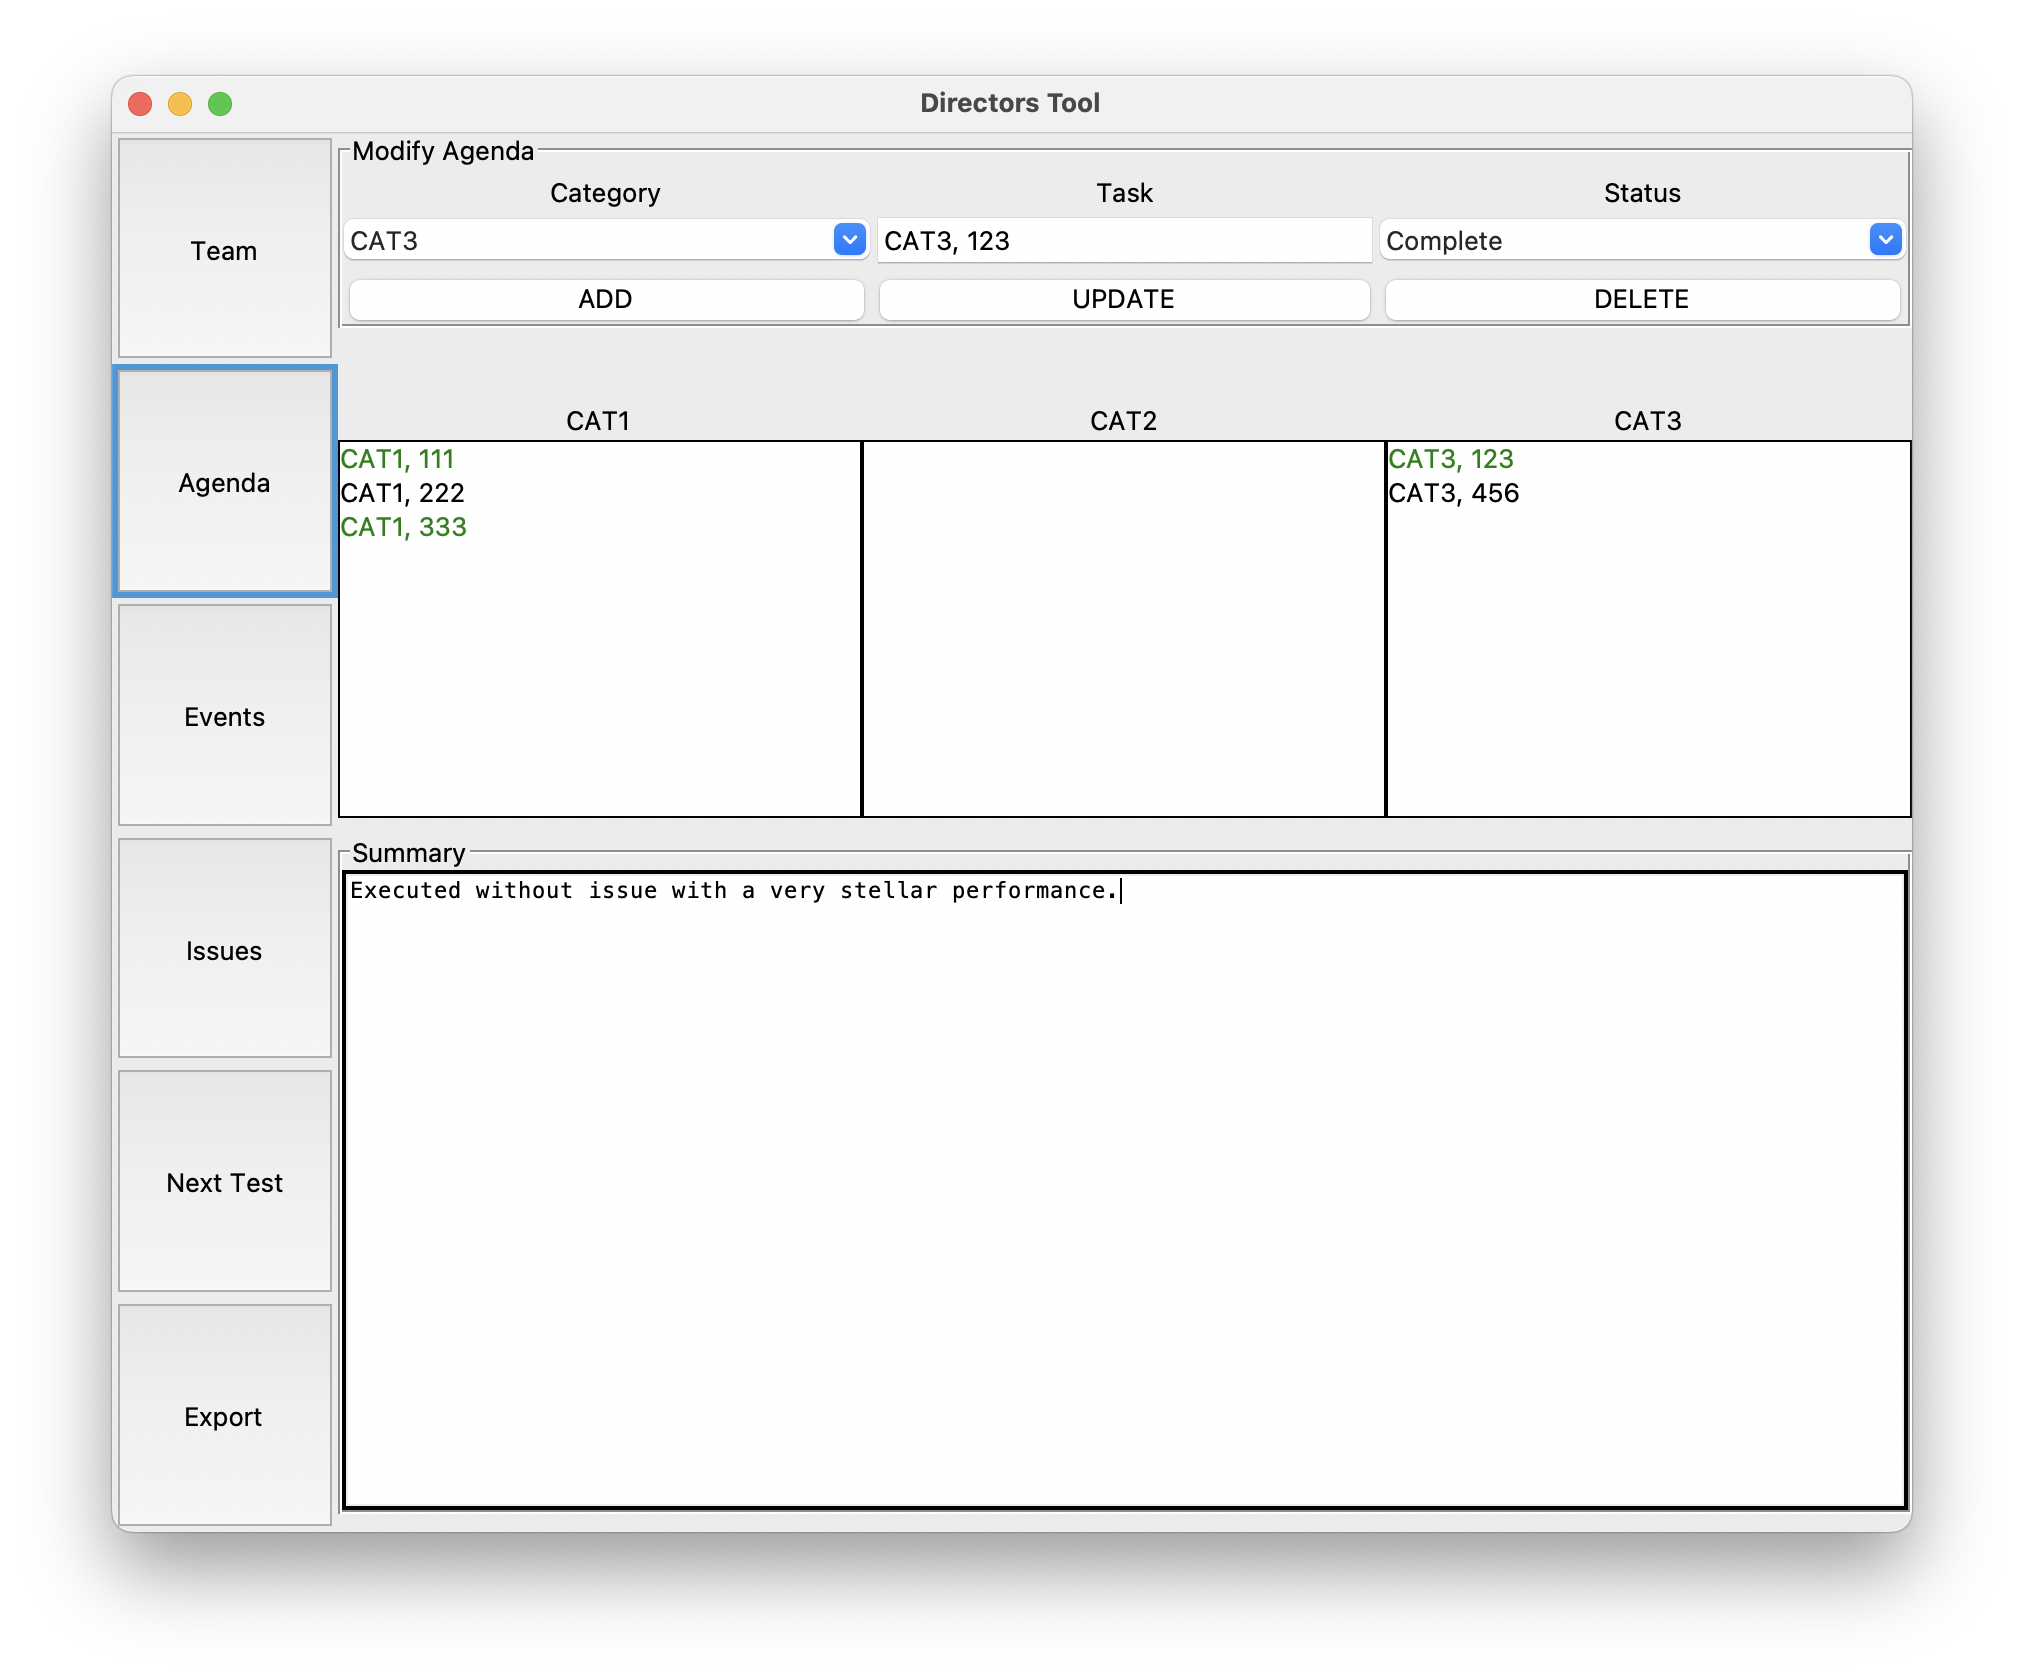 Directors Tool
Team
Agenda
Events
Issues
Next Test
Export
Modify Agenda
Category Task Status
CAT3 CAT3, 123 Complete
ADD UPDATE DELETE
CAT1 CAT2 CAT3
CAT1, 111 CAT3, 123
CAT1, 222 CAT3, 456
CAT1, 333
Summary
Executed without issue with a very stellar performance.